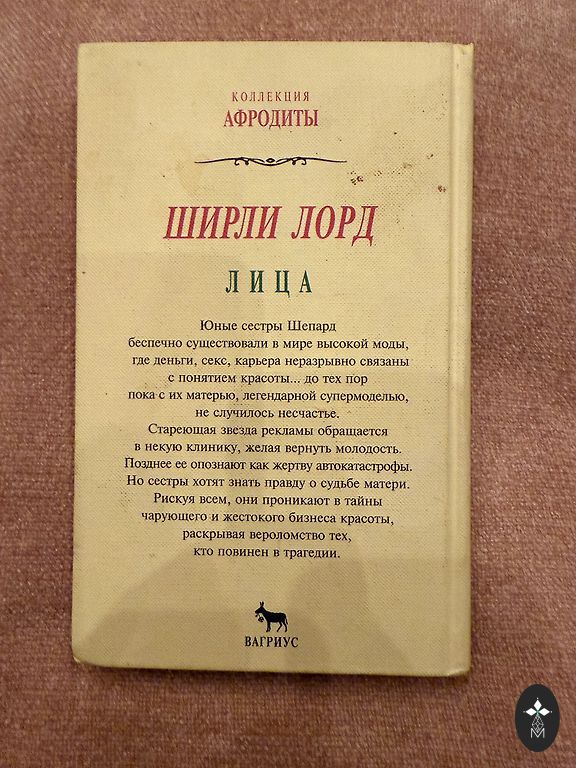 КОЛЛЕКЦИЯ
АФРОДИТЫ
ШИРЛИ ЛОРД
ЛИЦА
Юные сестры Шепард
беспечно существовали в мире высокой моды,
где деньги, секс, карьера неразрывно связаны
с понятием красоты... до тех пор
пока с их матерью, легендарной супермоделью,
не случилось несчастье.
Стареющая звезда рекламы обращается
в некую клинику, желая вернуть молодость.
Позднее ее опознают как жертву автокатастрофы.
Но сестры хотят знать правду о судьбе матери.
Рискуя всем, они проникают в тайны
чарующего и жестокого бизнеса красоты,
раскрывая вероломство тех,
кто повинен в трагедии.
ВАГРИУС
M